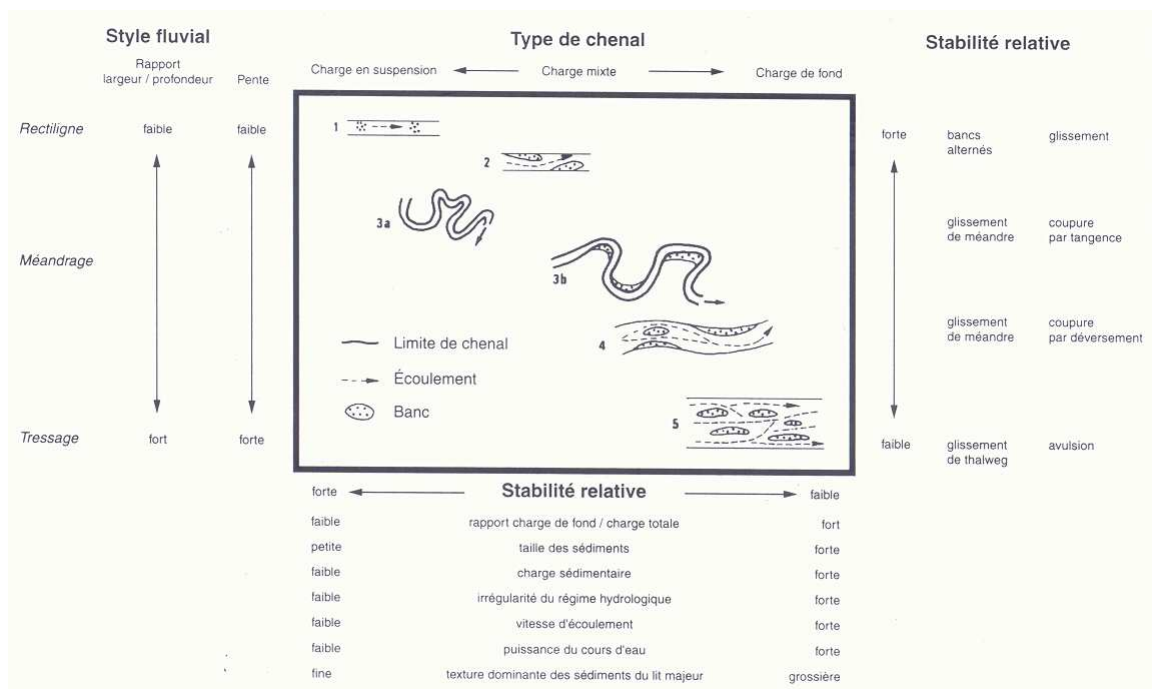 Style fluvial
Type de chenal
Stabilité relative
Rapport
largeur / profondeur
Pente
Charge en suspension
Charge mixte
Charge de fond
Rectiligne
faible
faible
1
forte
bancs
alternés
glissement
2
3a
glissement
de méandre
coupure
par tangence
Méandrage
3b
4
glissement
de méandre
coupure
par déversement
Limite de chenal
Écoulement
Banc
5
Tressage
fort
forte
faible
glissement
de thalweg
avulsion
forte
Stabilité relative
faible
faible
rapport charge de fond / charge totale
fort
petite
taille des sédiments
forte
faible
charge sédimentaire
forte
faible
irrégularité du régime hydrologique
forte
faible
vitesse d'écoulement
forte
faible
puissance du cours d'eau
forte
fine
texture dominante des sédiments du lit majeur
grossière